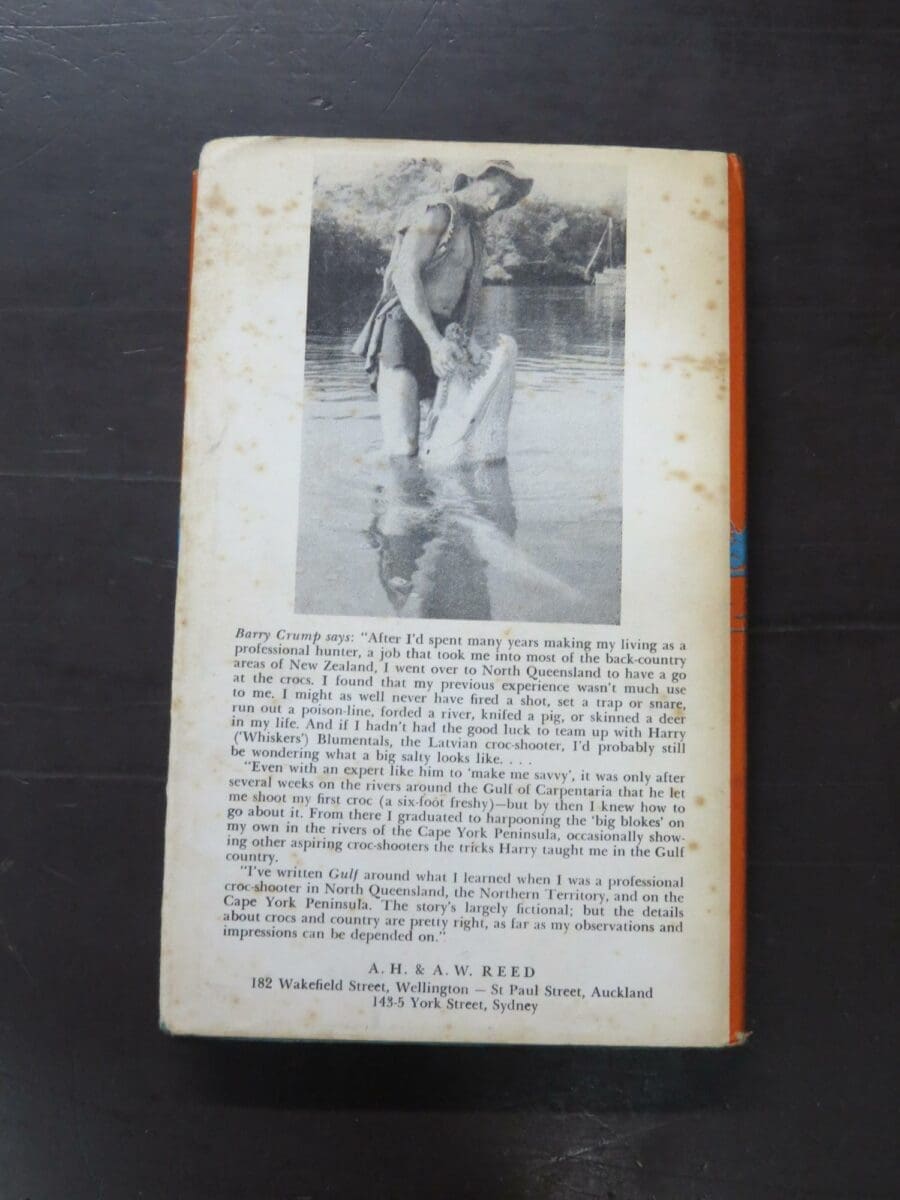 Barry Crump says: "After I'd spent many years making my living as a
professional hunter, a job that took me into most of the back-country
areas of New Zealand, I went over to North Queensland to have a go
at the crocs. I found that my previous experience wasn't much use
to me. I might as well never have fired a shot, set a trap or snare,
run out a poison-line, forded a river, knifed a pig, or skinned a deer
in my life. And if I hadn't had the good luck to team up with Harry
('Whiskers') Blumentals, the Latvian croc-shooter, I'd probably still
be wondering what a big salty looks like. . . .
"Even with an expert like him to 'make me savvy', it was only after
several weeks on the rivers around the Gulf of Carpentaria that he let
me shoot my first croc (a six-foot freshy)—but by then I knew how to
go about it. From there I graduated to harpooning the 'big blokes' on
my own in the rivers of the Cape York Peninsula, occasionally show-
ing other aspiring croc-shooters the tricks Harry taught me in the Gulf
country.
"I've written Gulf around what I learned when I was a professional
croc-shooter in North Queensland, the Northern Territory, and on the
Cape York Peninsula. The story's largely fictional; but the details
about crocs and country are pretty right, as far as my observations and
impressions can be depended on."
A. H. & A. W. REED
182 Wakefield Street, Wellington — St Paul Street, Auckland
143-5 York Street, Sydney